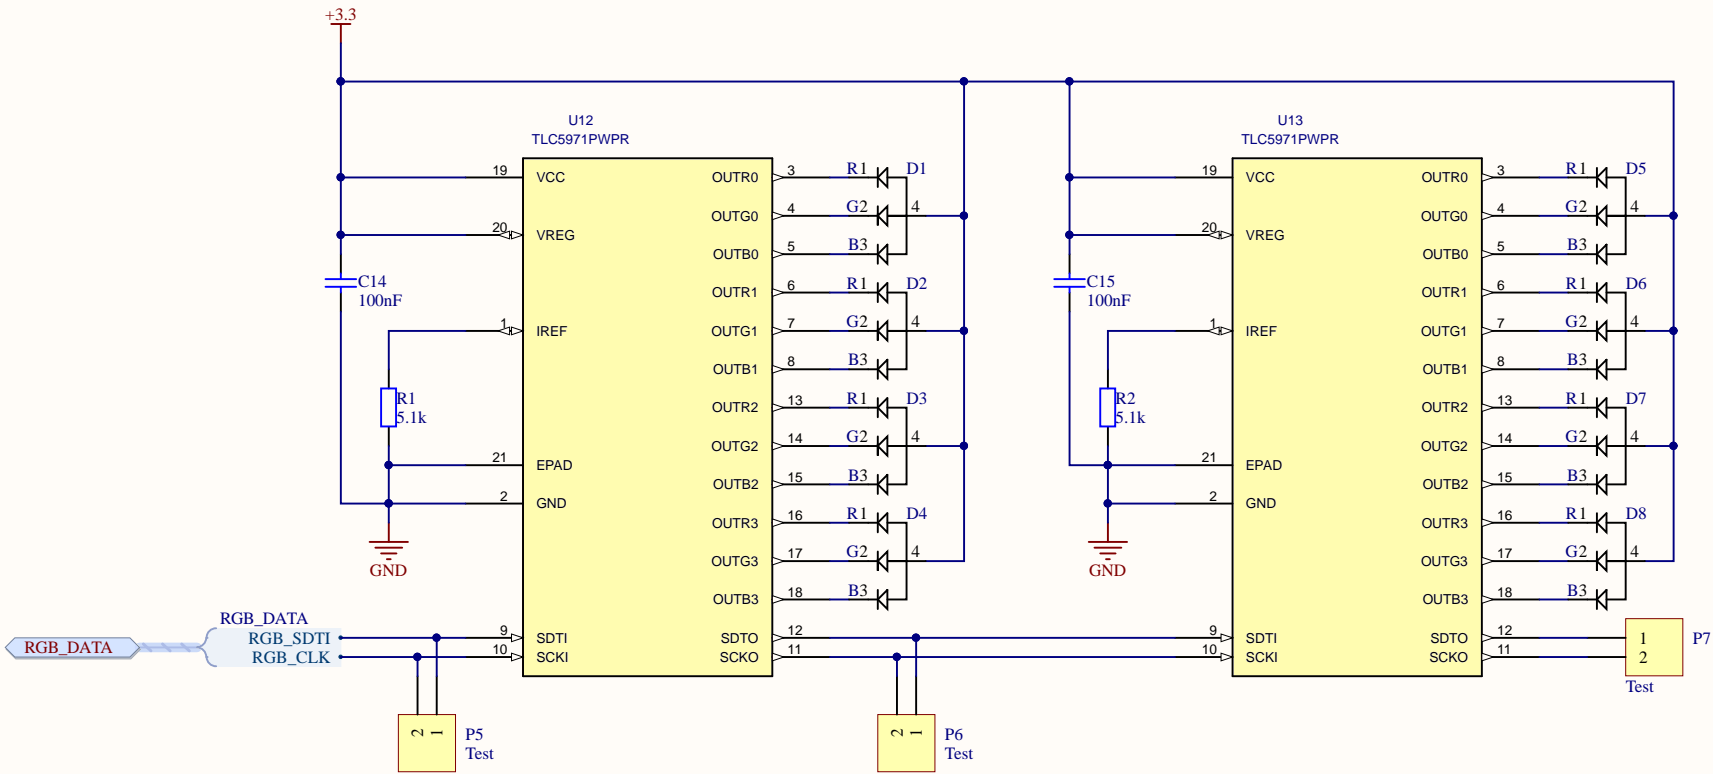 +3.3
U12
TLC5971PWPR
19 VCC
20 VREG
1 IREF
21 EPAD
2 GND
9 SDTI
10 SCKI
OUTR0 3
OUTG0 4
OUTB0 5
OUTR1 6
OUTG1 7
OUTB1 8
OUTR2 13
OUTG2 14
OUTB2 15
OUTR3 16
OUTG3 17
OUTB3 18
SDTO 12
SCKO 11
R1 D1
G2 4
B3
R1 D2
G2 4
B3
R1 D3
G2 4
B3
R1 D4
G2 4
B3
C14
100nF
R1
5.1k
GND
RGB_DATA
RGB_DATA
RGB_SDTI
RGB_CLK
2 1
P5
Test
2 1
P6
Test
U13
TLC5971PWPR
19 VCC
20 VREG
1 IREF
21 EPAD
2 GND
9 SDTI
10 SCKI
OUTR0 3
OUTG0 4
OUTB0 5
OUTR1 6
OUTG1 7
OUTB1 8
OUTR2 13
OUTG2 14
OUTB2 15
OUTR3 16
OUTG3 17
OUTB3 18
SDTO 12
SCKO 11
R1 D5
G2 4
B3
R1 D6
G2 4
B3
R1 D7
G2 4
B3
R1 D8
G2 4
B3
C15
100nF
R2
5.1k
GND
1
2
P7
Test